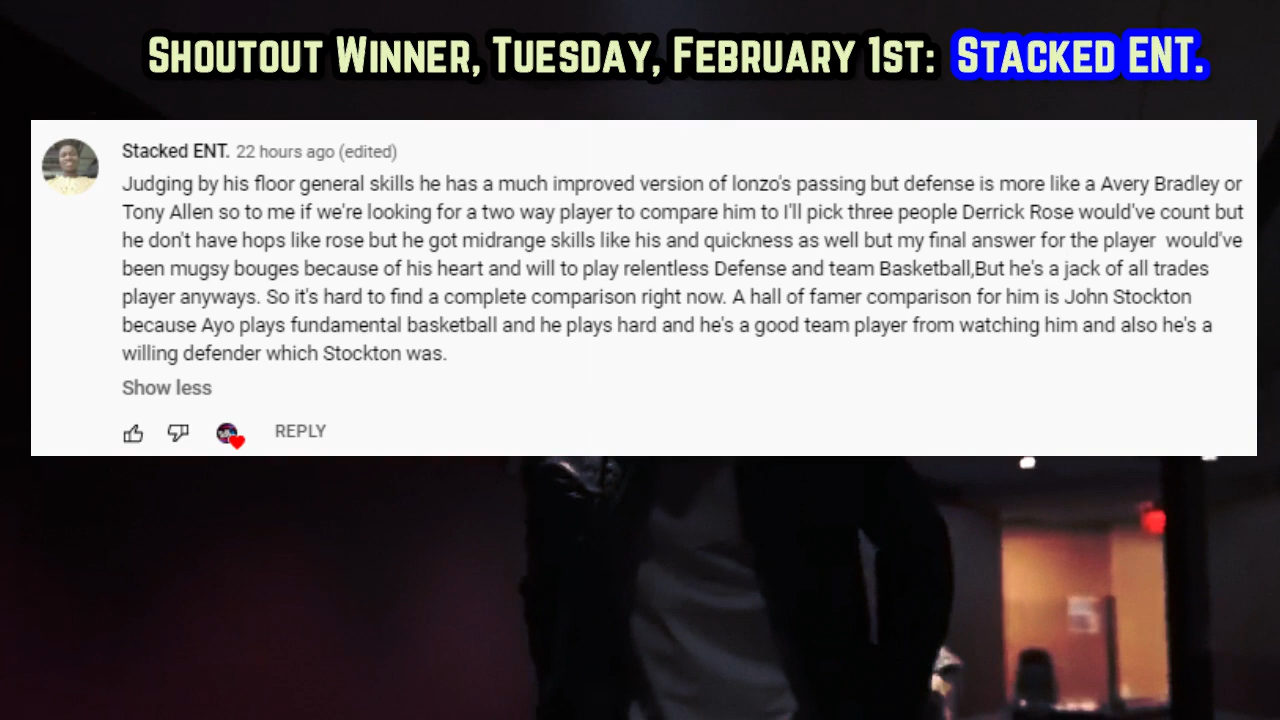 Shoutout Winner, Tuesday, February 1st: Stacked ENT.
Stacked ENT. 22 hours ago (edited)
Judging by his floor general skills he has a much improved version of lonzo's passing but defense is more like a Avery Bradley or
Tony Allen so to me if we're looking for a two way player to compare him to I'll pick three people Derrick Rose would've count but
he don't have hops like rose but he got midrange skills like his and quickness as well but my final answer for the player would've
been mugsy bouges because of his heart and will to play relentless Defense and team Basketball,But he's a jack of all trades
player anyways. So it's hard to find a complete comparison right now. A hall of famer comparison for him is John Stockton
because Ayo plays fundamental basketball and he plays hard and he's a good team player from watching him and also he's a
willing defender which Stockton was.
Show less
REPLY